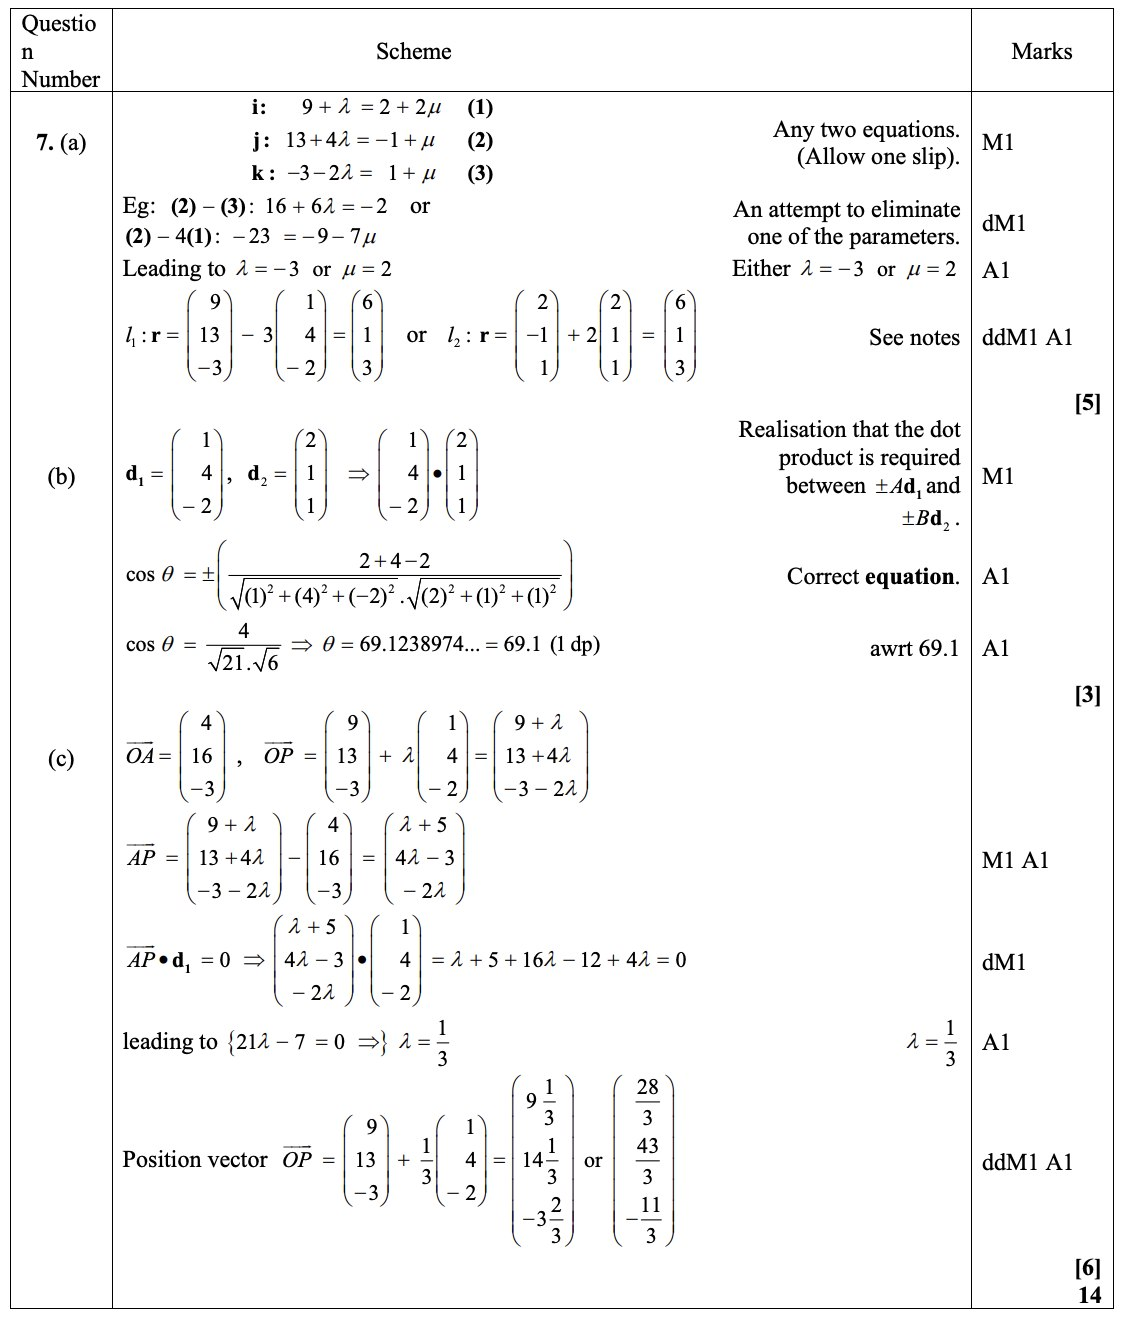 Questio
n
Number
Scheme
Marks
7. (a)
i: 9 + λ = 2 + 2μ (1)
j: 13 + 4λ = −1 + μ (2)
k: −3 − 2λ = 1 + μ (3)
Any two equations.
(Allow one slip).
M1
Eg: (2) − (3): 16 + 6λ = −2 or
(2) − 4(1): −23 = −9 − 7μ
An attempt to eliminate
one of the parameters.
dM1
Leading to λ = −3 or μ = 2
Either λ = −3 or μ = 2
A1
l₁ : r = (9, 13, −3) − 3(1, 4, −2) = (6, 1, 3) or l₂ : r = (2, −1, 1) + 2(2, 1, 1) = (6, 1, 3)
See notes
ddM1 A1
[5]
(b)
d₁ = (1, 4, −2), d₂ = (2, 1, 1) ⇒ (1, 4, −2) • (2, 1, 1)
Realisation that the dot
product is required
between ±Ad₁ and
±Bd₂.
M1
cos θ = ±( (2 + 4 − 2) / (√((1)² + (4)² + (−2)²) . √((2)² + (1)² + (1)²)) )
Correct equation.
A1
cos θ = 4 / (√21.√6) ⇒ θ = 69.1238974... = 69.1 (1 dp)
awrt 69.1
A1
[3]
(c)
OA = (4, 16, −3), OP = (9, 13, −3) + λ(1, 4, −2) = (9 + λ, 13 + 4λ, −3 − 2λ)
AP = (9 + λ, 13 + 4λ, −3 − 2λ) − (4, 16, −3) = (λ + 5, 4λ − 3, −2λ)
M1 A1
AP • d₁ = 0 ⇒ (λ + 5, 4λ − 3, −2λ) • (1, 4, −2) = λ + 5 + 16λ − 12 + 4λ = 0
dM1
leading to {21λ − 7 = 0 ⇒} λ = 1/3
λ = 1/3
A1
Position vector OP = (9, 13, −3) + 1/3(1, 4, −2) = (9 1/3, 14 1/3, −3 2/3) or (28/3, 43/3, −11/3)
ddM1 A1
[6]
14